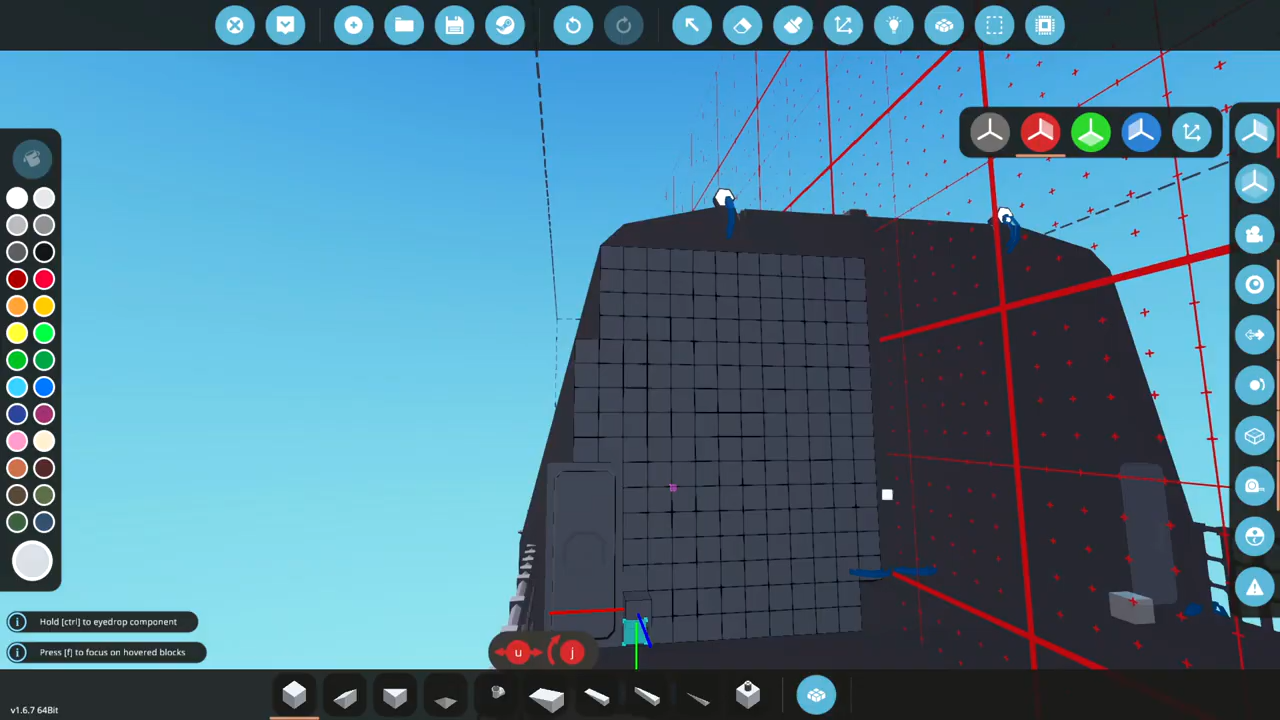 Hold [ctrl] to eyedrop component
Press [f] to focus on hovered blocks
u
j
v1.6.7 64Bit